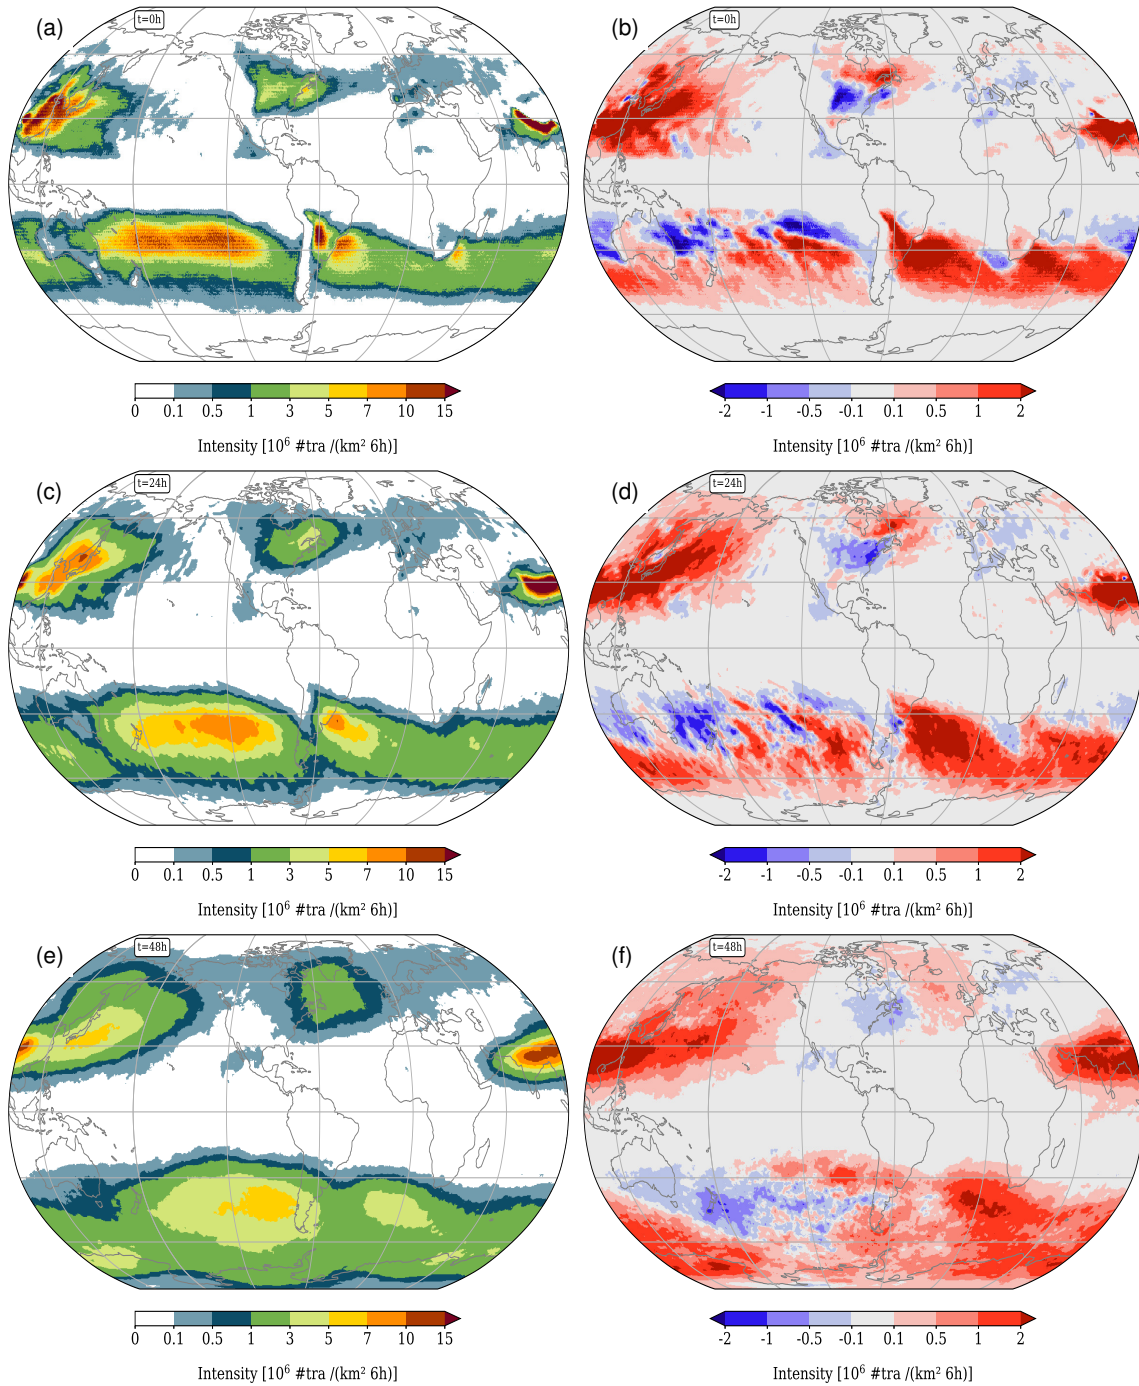 (a) t=0h (b) t=0h
0 0.1 0.5 1 3 5 7 10 15 -2 -1 -0.5 -0.1 0.1 0.5 1 2
Intensity [10⁶ #tra /(km² 6h)] Intensity [10⁶ #tra /(km² 6h)]
(c) t=24h (d) t=24h
0 0.1 0.5 1 3 5 7 10 15 -2 -1 -0.5 -0.1 0.1 0.5 1 2
Intensity [10⁶ #tra /(km² 6h)] Intensity [10⁶ #tra /(km² 6h)]
(e) t=48h (f) t=48h
0 0.1 0.5 1 3 5 7 10 15 -2 -1 -0.5 -0.1 0.1 0.5 1 2
Intensity [10⁶ #tra /(km² 6h)] Intensity [10⁶ #tra /(km² 6h)]